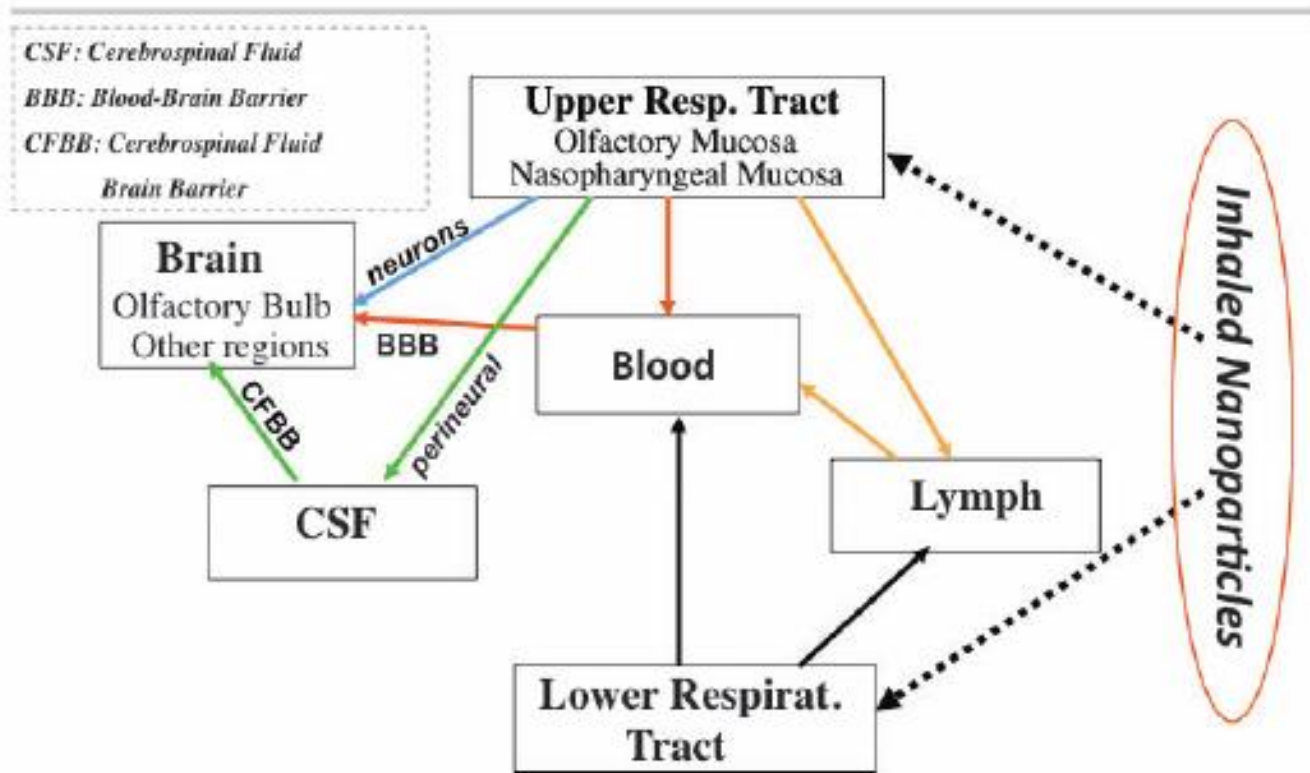 CSF: Cerebrospinal Fluid
BBB: Blood-Brain Barrier
CFBB: Cerebrospinal Fluid
Brain Barrier
Upper Resp. Tract
Olfactory Mucosa
Nasopharyngeal Mucosa
Brain
Olfactory Bulb
Other regions
neurons
BBB
CFBB
perineural
Blood
CSF
Lymph
Lower Respirat.
Tract
Inhaled Nanoparticles